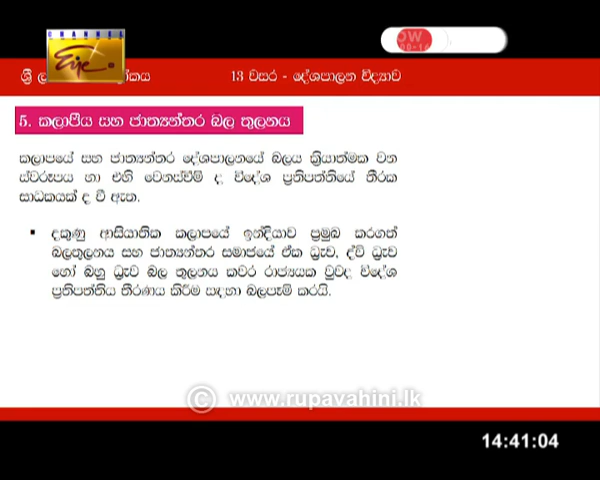 CHANNEL
Eye
OW
13 වසර - දේශපාලන විද්‍යාව
5. කලාපීය සහ ජාත්‍යන්තර බල තුලනය
කලාපයේ සහ ජාත්‍යන්තර දේශපාලනයේ බලය ක්‍රියාත්මක වන
ස්වරූපය හා එහි වෙනස්වීම් ද විදේශ ප්‍රතිපත්තියේ තීරක
සාධකයක් ද වී ඇත.
▪ දකුණු ආසියාතික කලාපයේ ඉන්දියාව ප්‍රමුඛ කරගත්
බලතුලනය සහ ජාත්‍යන්තර සමාජයේ ඒක ධ්‍රැව, ද්වි ධ්‍රැව
හෝ බහු ධ්‍රැව බල තුලනය කවර රාජ්‍යයක වුවද විදේශ
ප්‍රතිපත්තිය තීරණය කිරීම සඳහා බලපෑම් කරයි.
© www.rupavahini.lk
14:41:04